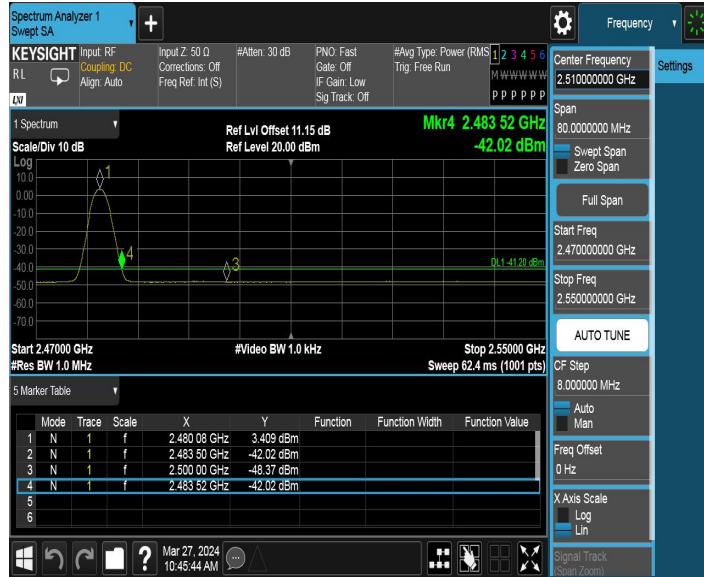 Spectrum Analyzer 1
Swept SA
Frequency
KEYSIGHT
RL
LXI
Input: RF
Coupling: DC
Align: Auto
Input Z: 50 Ω
Corrections: Off
Freq Ref: Int (S)
#Atten: 30 dB
PNO: Fast
Gate: Off
IF Gain: Low
Sig Track: Off
#Avg Type: Power (RMS
Trig: Free Run
1 2 3 4 5 6
M W W W W W
P P P P P P
1 Spectrum
Scale/Div 10 dB
Ref Lvl Offset 11.15 dB
Ref Level 20.00 dBm
Mkr4 2.483 52 GHz
-42.02 dBm
Log
10.0
0.00
-10.0
-20.0
-30.0
-40.0
-50.0
-60.0
-70.0
1
4
3
DL1 -41.20 dBm
Start 2.47000 GHz
#Res BW 1.0 MHz
#Video BW 1.0 kHz
Stop 2.55000 GHz
Sweep 62.4 ms (1001 pts)
5 Marker Table
Mode Trace Scale X Y Function Function Width Function Value
1 N 1 f 2.480 08 GHz 3.409 dBm
2 N 1 f 2.483 50 GHz -42.02 dBm
3 N 1 f 2.500 00 GHz -48.37 dBm
4 N 1 f 2.483 52 GHz -42.02 dBm
5
6
?
Mar 27, 2024
10:45:44 AM
Center Frequency
2.510000000 GHz
Span
80.0000000 MHz
Swept Span
Zero Span
Full Span
Start Freq
2.470000000 GHz
Stop Freq
2.550000000 GHz
AUTO TUNE
CF Step
8.000000 MHz
Auto
Man
Freq Offset
0 Hz
X Axis Scale
Log
Lin
Signal Track
(Span Zoom)
Settings